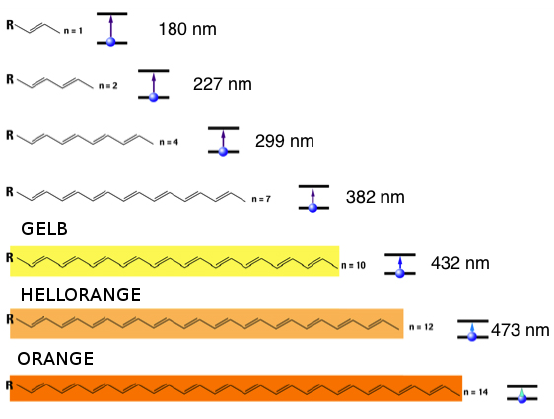 R n = 1 180 nm
R n = 2 227 nm
R n = 4 299 nm
R n = 7 382 nm
GELB
R n = 10 432 nm
HELLORANGE
R n = 12 473 nm
ORANGE
R n = 14